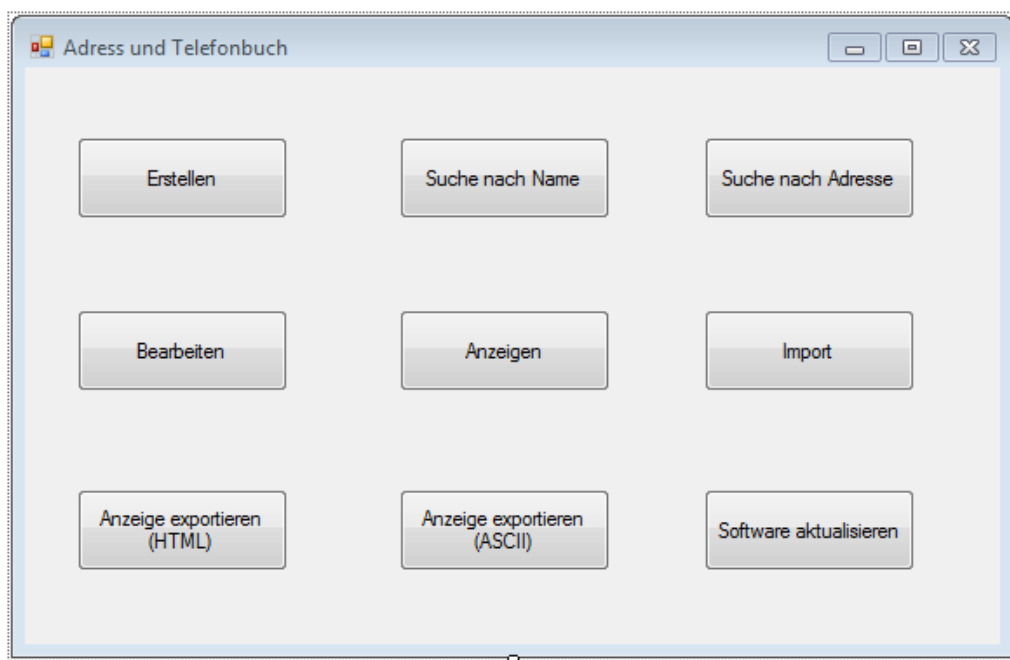 Adress und Telefonbuch
Erstellen
Suche nach Name
Suche nach Adresse
Bearbeiten
Anzeigen
Import
Anzeige exportieren
(HTML)
Anzeige exportieren
(ASCII)
Software aktualisieren